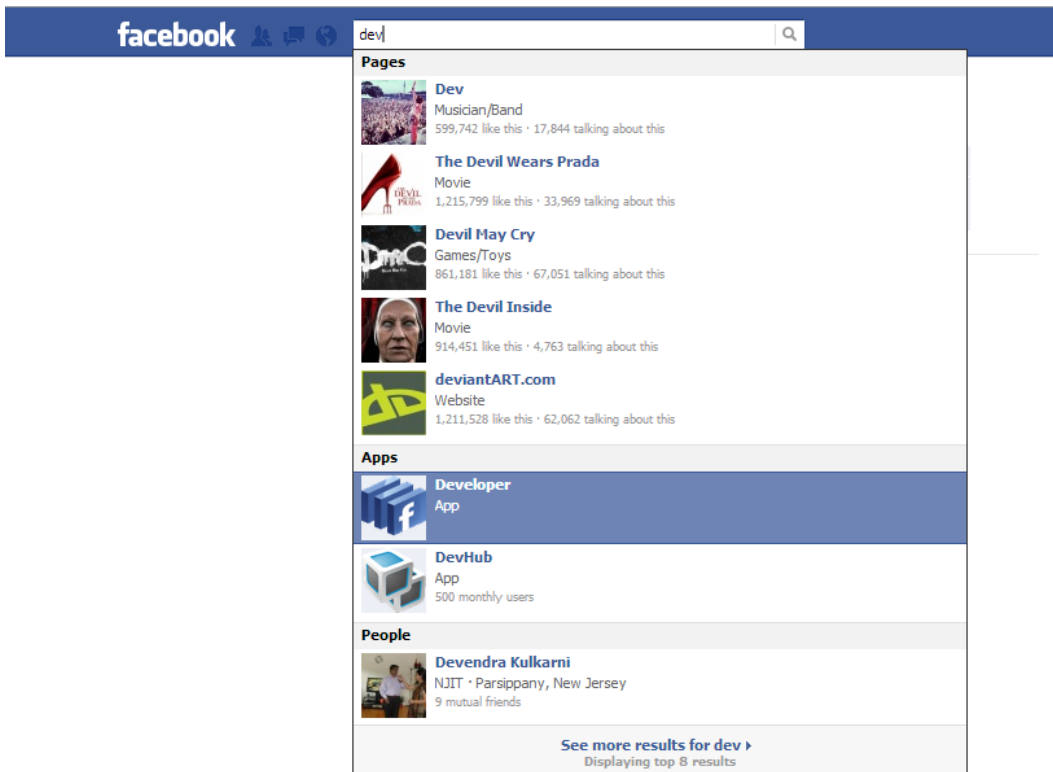 facebook
dev
Pages
Dev
Musician/Band
599,742 like this · 17,844 talking about this
The Devil Wears Prada
Movie
1,215,799 like this · 33,969 talking about this
DEVIL
PRADA
Devil May Cry
Games/Toys
861,181 like this · 67,051 talking about this
DmC
The Devil Inside
Movie
914,451 like this · 4,763 talking about this
deviantART.com
Website
1,211,528 like this · 62,062 talking about this
Apps
Developer
App
f
DevHub
App
500 monthly users
People
Devendra Kulkarni
NJIT · Parsippany, New Jersey
9 mutual friends
See more results for dev
Displaying top 8 results